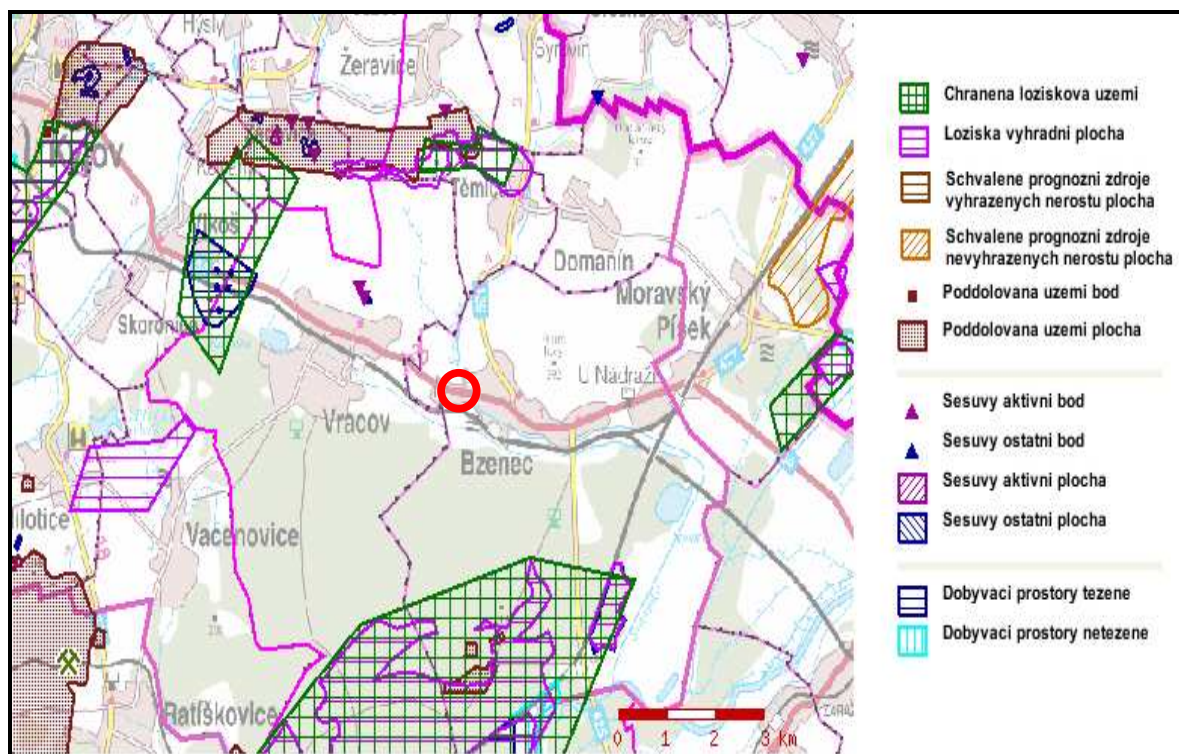 Hysly
Žeravice
Syrovín
Těmice
Domanín
Moravský
Písek
Skoronice
U Nádraží
Vracov
Bzenec
Vacenovice
Ratíškovice
0 1 2 3 km
Chranena loziskova uzemi
Loziska vyhradni plocha
Schvalene prognozni zdroje
vyhrazenych nerostu plocha
Schvalene prognozni zdroje
nevyhrazenych nerostu plocha
Poddolovana uzemi bod
Poddolovana uzemi plocha
Sesuvy aktivni bod
Sesuvy ostatni bod
Sesuvy aktivni plocha
Sesuvy ostatni plocha
Dobyvaci prostory tezene
Dobyvaci prostory netezene